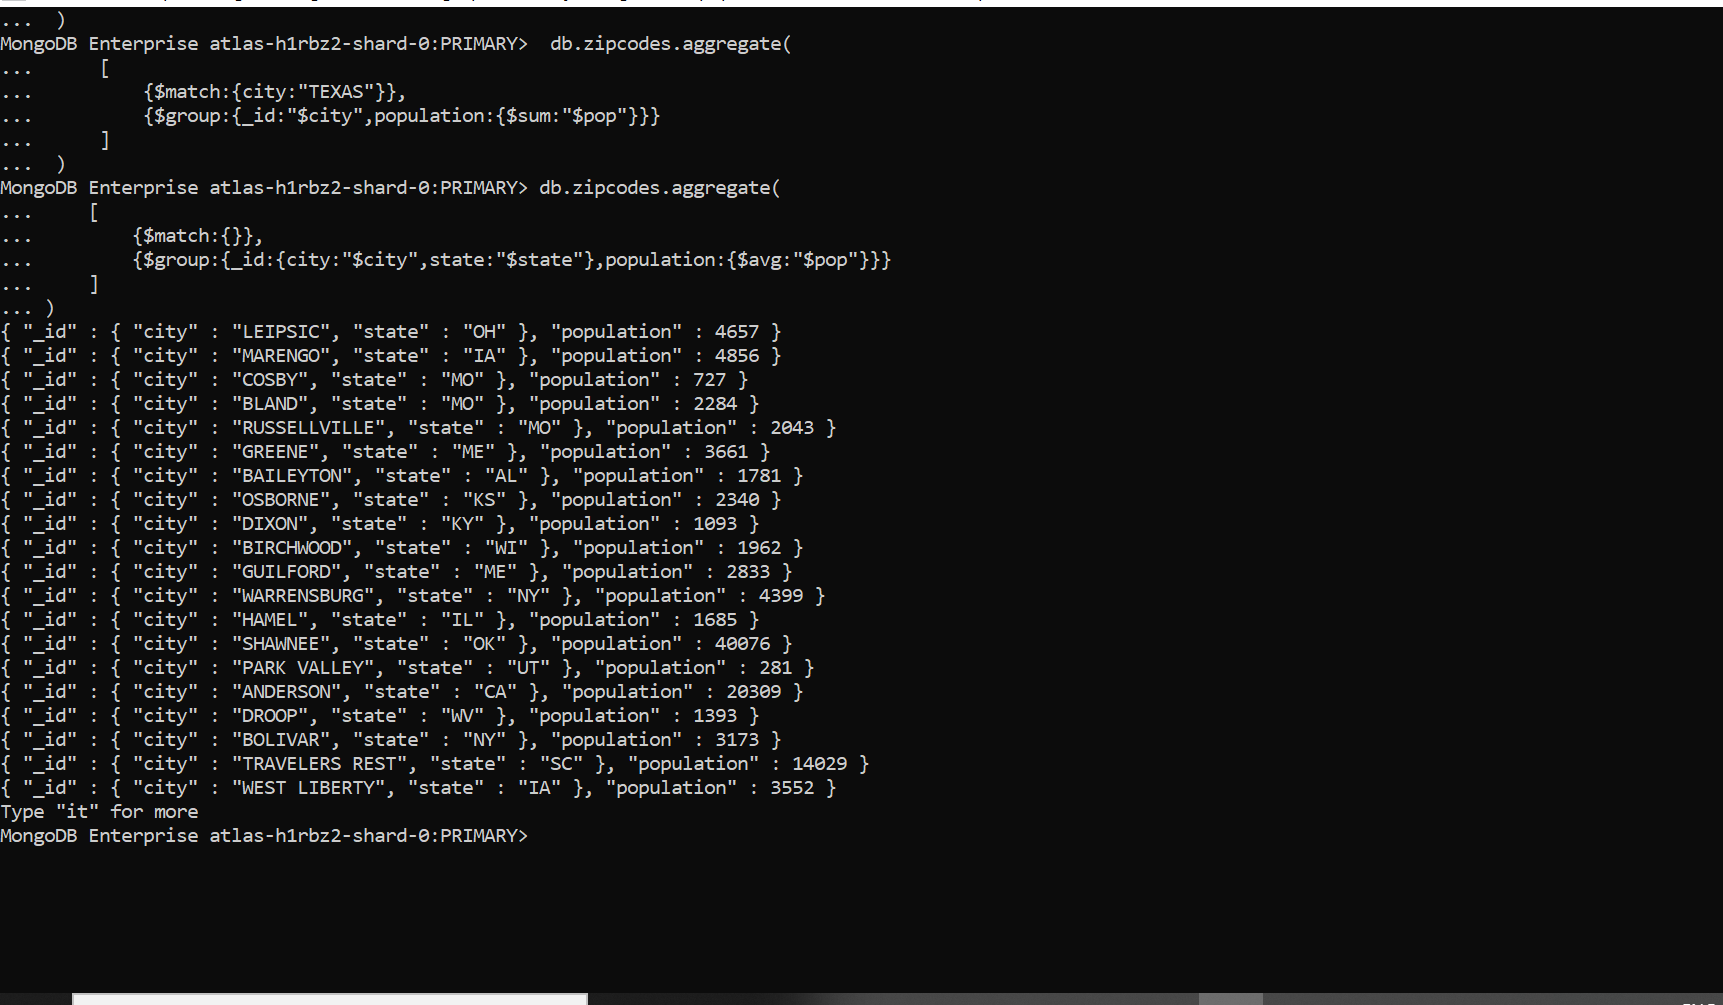 ... )
MongoDB Enterprise atlas-h1rbz2-shard-0:PRIMARY>  db.zipcodes.aggregate(
...      [
...          {$match:{city:"TEXAS"}},
...          {$group:{_id:"$city",population:{$sum:"$pop"}}}
...      ]
...  )
MongoDB Enterprise atlas-h1rbz2-shard-0:PRIMARY> db.zipcodes.aggregate(
...     [
...         {$match:{}},
...         {$group:{_id:{city:"$city",state:"$state"},population:{$avg:"$pop"}}}
...     ]
... )
{ "_id" : { "city" : "LEIPSIC", "state" : "OH" }, "population" : 4657 }
{ "_id" : { "city" : "MARENGO", "state" : "IA" }, "population" : 4856 }
{ "_id" : { "city" : "COSBY", "state" : "MO" }, "population" : 727 }
{ "_id" : { "city" : "BLAND", "state" : "MO" }, "population" : 2284 }
{ "_id" : { "city" : "RUSSELLVILLE", "state" : "MO" }, "population" : 2043 }
{ "_id" : { "city" : "GREENE", "state" : "ME" }, "population" : 3661 }
{ "_id" : { "city" : "BAILEYTON", "state" : "AL" }, "population" : 1781 }
{ "_id" : { "city" : "OSBORNE", "state" : "KS" }, "population" : 2340 }
{ "_id" : { "city" : "DIXON", "state" : "KY" }, "population" : 1093 }
{ "_id" : { "city" : "BIRCHWOOD", "state" : "WI" }, "population" : 1962 }
{ "_id" : { "city" : "GUILFORD", "state" : "ME" }, "population" : 2833 }
{ "_id" : { "city" : "WARRENSBURG", "state" : "NY" }, "population" : 4399 }
{ "_id" : { "city" : "HAMEL", "state" : "IL" }, "population" : 1685 }
{ "_id" : { "city" : "SHAWNEE", "state" : "OK" }, "population" : 40076 }
{ "_id" : { "city" : "PARK VALLEY", "state" : "UT" }, "population" : 281 }
{ "_id" : { "city" : "ANDERSON", "state" : "CA" }, "population" : 20309 }
{ "_id" : { "city" : "DROOP", "state" : "WV" }, "population" : 1393 }
{ "_id" : { "city" : "BOLIVAR", "state" : "NY" }, "population" : 3173 }
{ "_id" : { "city" : "TRAVELERS REST", "state" : "SC" }, "population" : 14029 }
{ "_id" : { "city" : "WEST LIBERTY", "state" : "IA" }, "population" : 3552 }
Type "it" for more
MongoDB Enterprise atlas-h1rbz2-shard-0:PRIMARY>